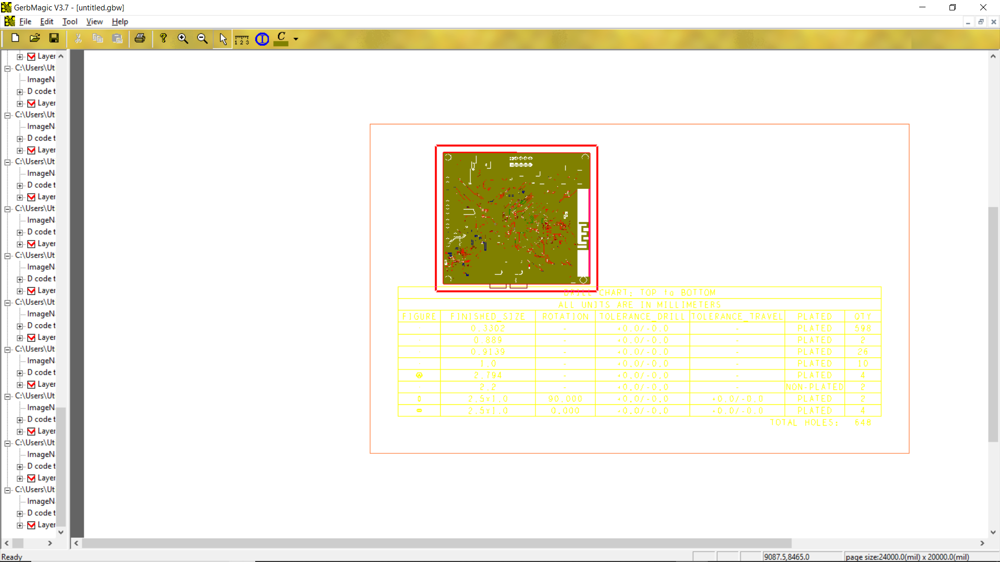 GerbMagic V3.7 - [untitled.gbw]
File Edit Tool View Help
1 2 3 C
Layer
C:\Users\Ut
ImageN
D code t
Layer
C:\Users\Ut
ImageN
D code t
Layer
C:\Users\Ut
ImageN
D code t
Layer
C:\Users\Ut
ImageN
D code t
Layer
C:\Users\Ut
ImageN
D code t
Layer
C:\Users\Ut
ImageN
D code t
Layer
C:\Users\Ut
ImageN
D code t
Layer
C:\Users\Ut
ImageN
D code t
Layer
C:\Users\Ut
ImageN
D code t
Layer
C:\Users\Ut
ImageN
D code t
Layer
DRILL CHART: TOP to BOTTOM
ALL UNITS ARE IN MILLIMETERS
FIGURE FINISHED_SIZE ROTATION TOLERANCE_DRILL TOLERANCE_TRAVEL PLATED QTY
0.3302 - +0.0/-0.0 - PLATED 598
0.889 - +0.0/-0.0 - PLATED 2
0.9139 - +0.0/-0.0 - PLATED 26
1.0 - +0.0/-0.0 - PLATED 10
2.794 - +0.0/-0.0 - PLATED 4
2.2 - +0.0/-0.0 - NON-PLATED 2
2.5x1.0 90.000 +0.0/-0.0 +0.0/-0.0 PLATED 2
2.5x1.0 0.000 +0.0/-0.0 +0.0/-0.0 PLATED 4
TOTAL HOLES: 648
Ready 9087.5,8465.0 page size:24000.0(mil) x 20000.0(mil)